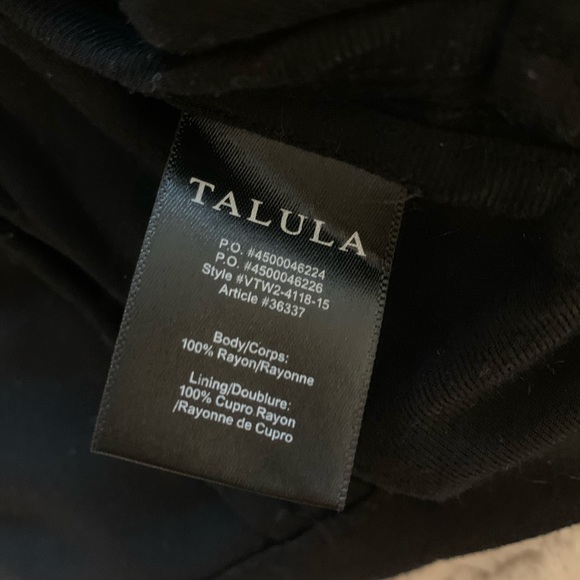 TALULA
P.O. #4500046224
P.O. #4500046226
Style #VTW2-4118-15
Article #36337
Body/Corps:
100% Rayon/Rayonne
Lining/Doublure:
100% Cupro Rayon
/Rayonne de Cupro